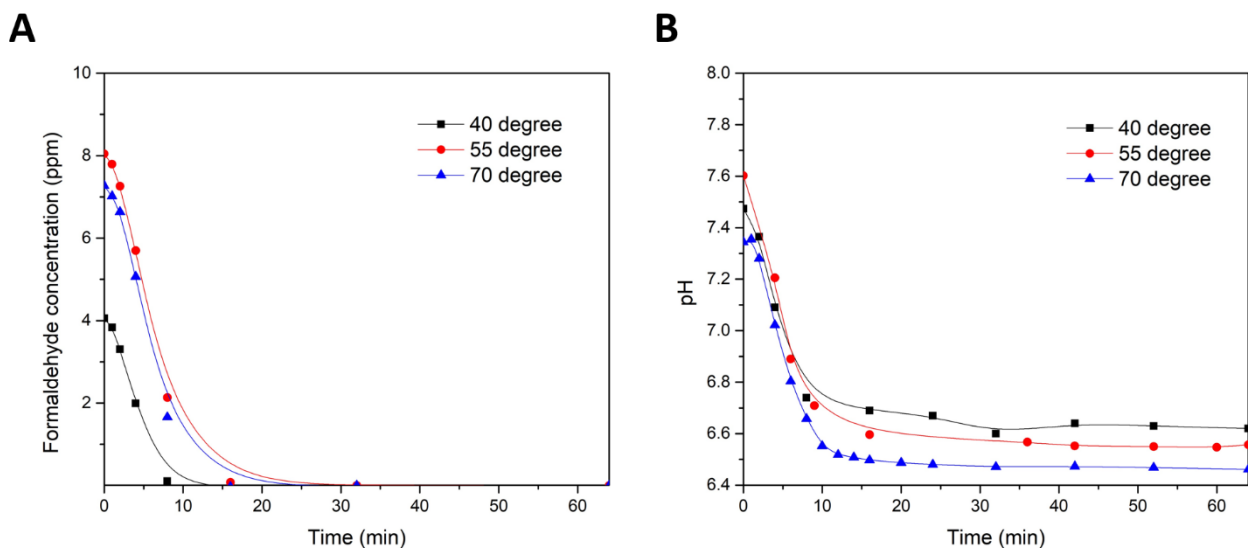 A
Formaldehyde concentration (ppm)
10
8
6
4
2
0
10
20
30
40
50
60
Time (min)
40 degree
55 degree
70 degree
B
pH
8.0
7.8
7.6
7.4
7.2
7.0
6.8
6.6
6.4
0
10
20
30
40
50
60
Time (min)
40 degree
55 degree
70 degree